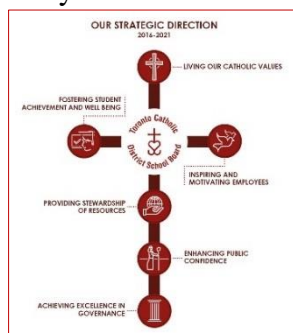 OUR STRATEGIC DIRECTION
2016-2021
LIVING OUR CATHOLIC VALUES
FOSTERING STUDENT
ACHIEVEMENT AND WELL BEING
Toronto Catholic
District School Board
INSPIRING AND
MOTIVATING EMPLOYEES
PROVIDING STEWARDSHIP
OF RESOURCES
ENHANCING PUBLIC
CONFIDENCE
ACHIEVING EXCELLENCE IN
GOVERNANCE